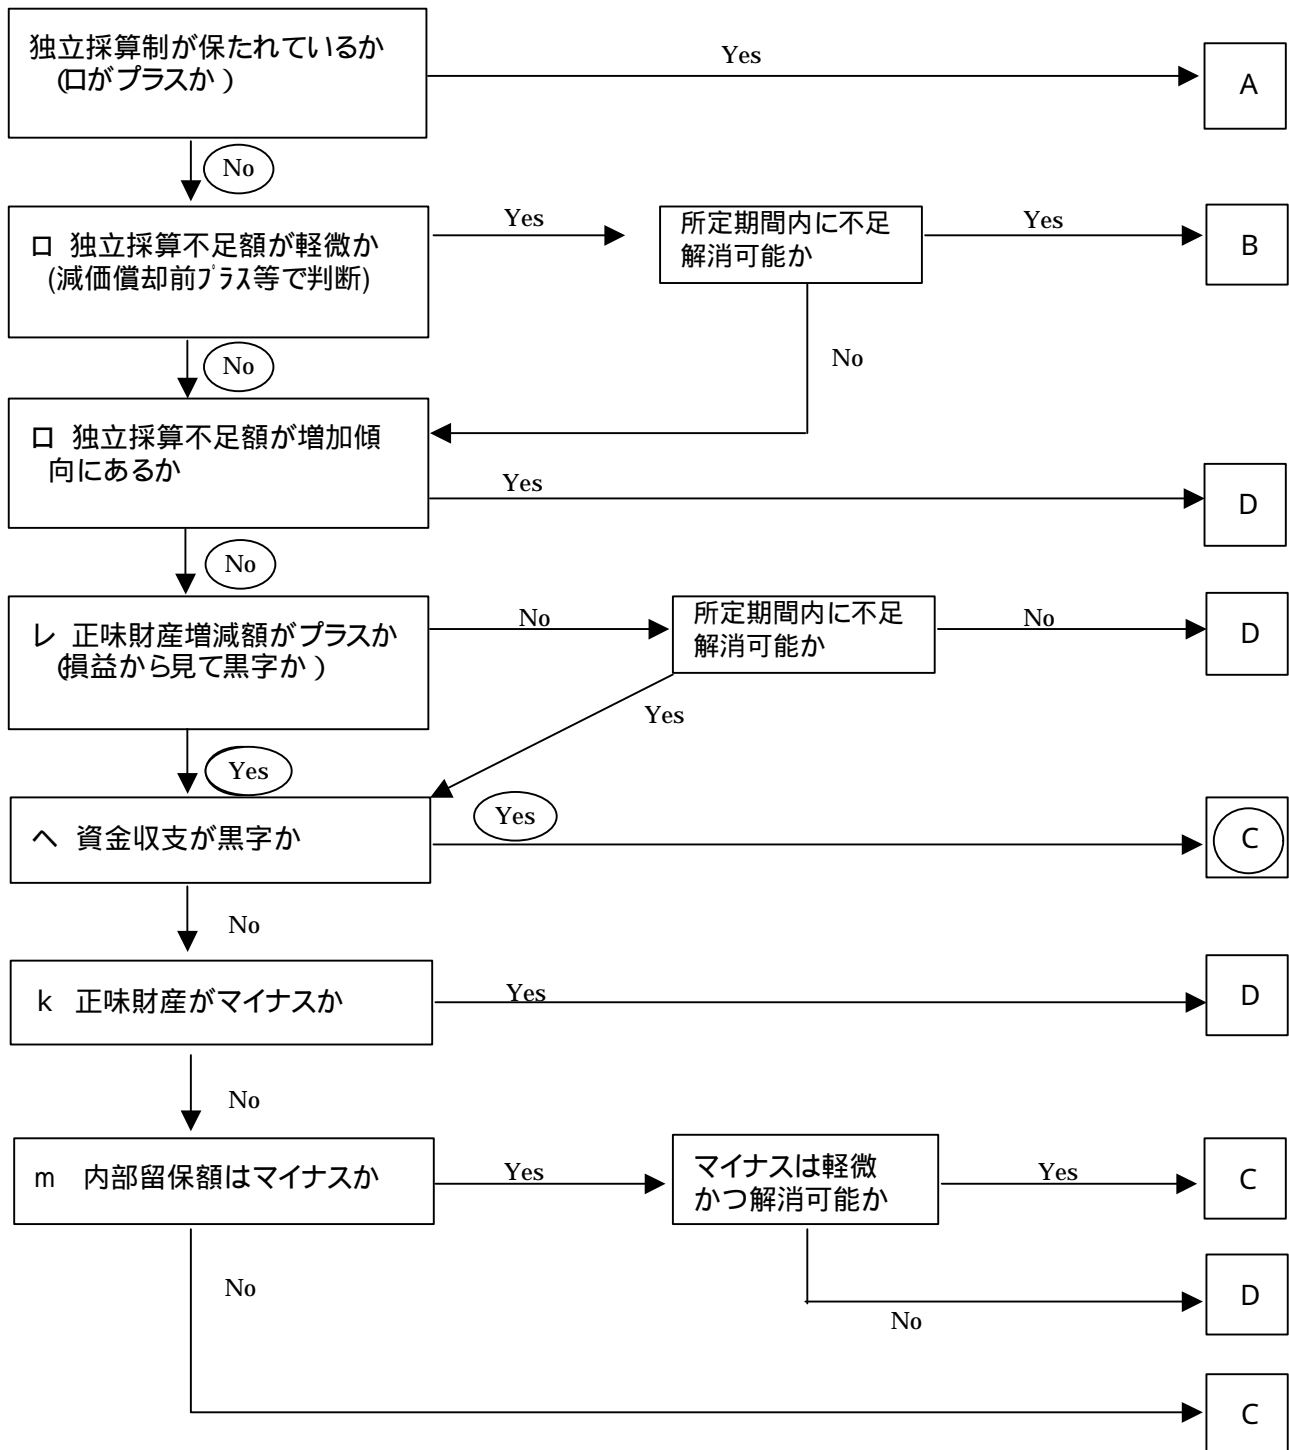 独立採算制が保たれているか
(ロがプラスか)
Yes
A
No
ロ 独立採算不足額が軽微か
(減価償却前プラス等で判断)
Yes
所定期間内に不足
解消可能か
Yes
B
No
No
ロ 独立採算不足額が増加傾
向にあるか
Yes
D
No
レ 正味財産増減額がプラスか
(損益から見て黒字か)
No
所定期間内に不足
解消可能か
No
D
Yes
Yes
ヘ 資金収支が黒字か
Yes
C
No
k 正味財産がマイナスか
Yes
D
No
m 内部留保額はマイナスか
Yes
マイナスは軽微
かつ解消可能か
Yes
C
No
D
No
C